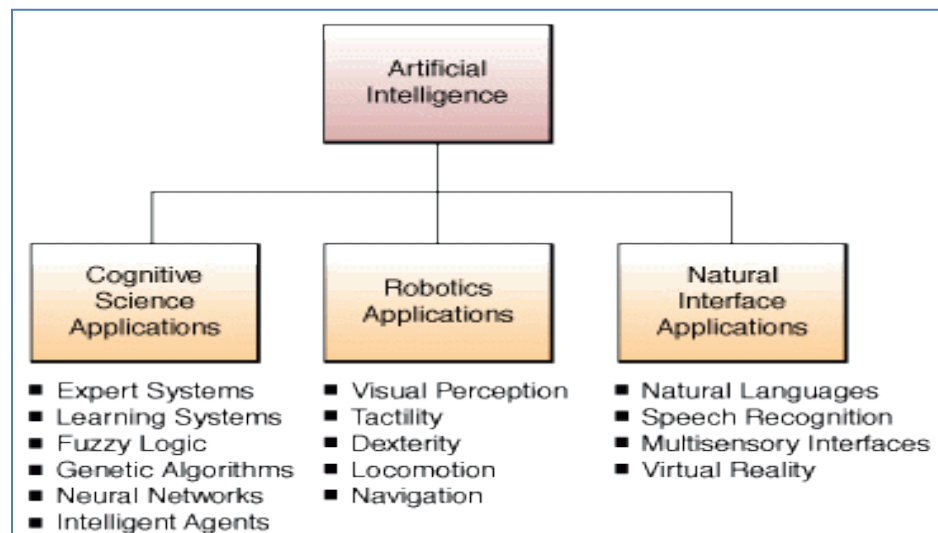 Artificial
Intelligence
Cognitive
Science
Applications
Robotics
Applications
Natural
Interface
Applications
■ Expert Systems
■ Learning Systems
■ Fuzzy Logic
■ Genetic Algorithms
■ Neural Networks
■ Intelligent Agents
■ Visual Perception
■ Tactility
■ Dexterity
■ Locomotion
■ Navigation
■ Natural Languages
■ Speech Recognition
■ Multisensory Interfaces
■ Virtual Reality